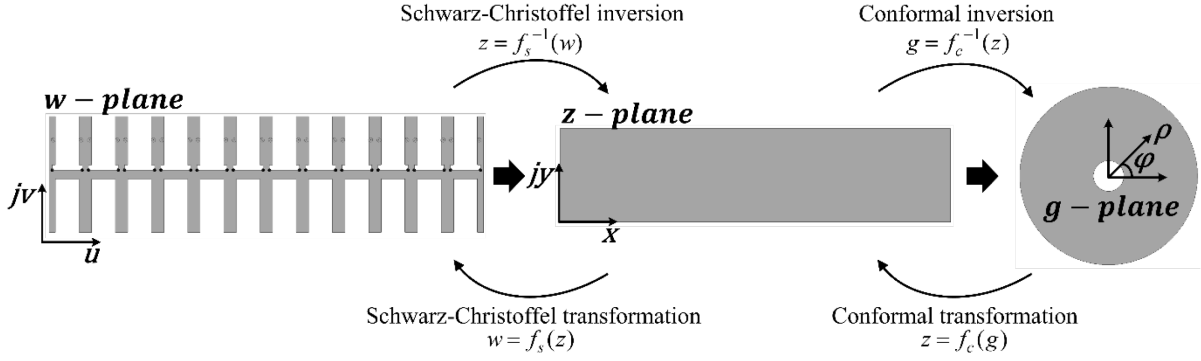 Schwarz-Christoffel inversion
z = f_s^{-1}(w)
Conformal inversion
g = f_c^{-1}(z)
w − plane
z − plane
jv
u
jy
x
ρ
φ
g − plane
Schwarz-Christoffel transformation
w = f_s(z)
Conformal transformation
z = f_c(g)